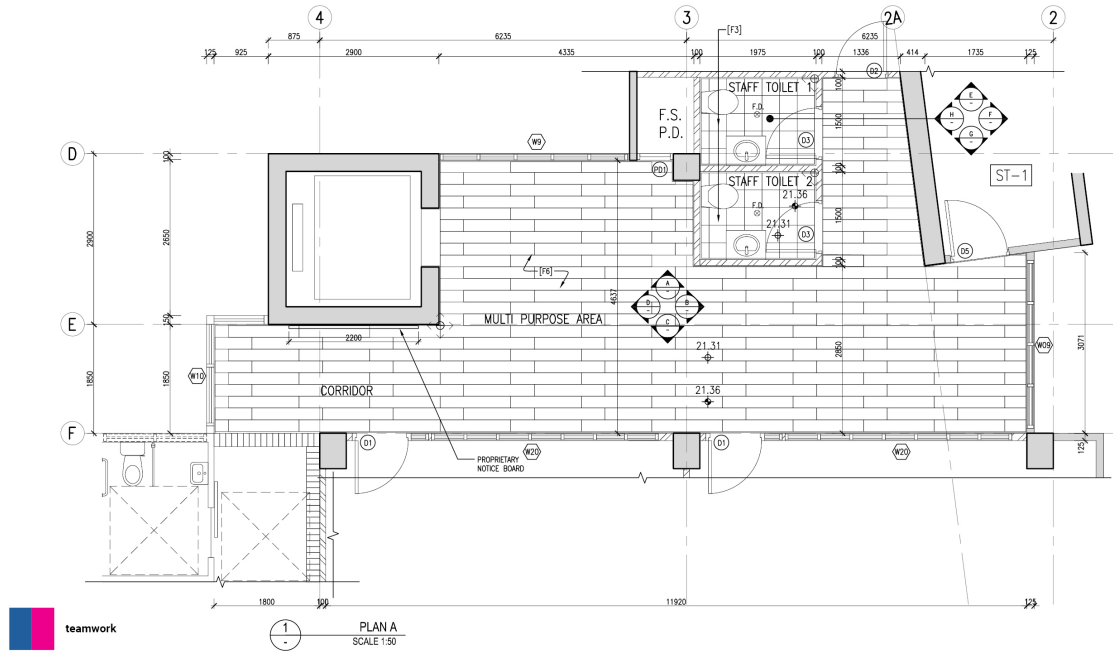 4
3
2A
2
875
6235
6235
125
925
2900
4335
100
1975
100
1336
414
1735
125
[F3]
D2
STAFF TOILET 1
100
F.S.
P.D.
F.D.
1500
E
H
F
G
-
D3
W9
D
100
PD1
100
ST-1
STAFF TOILET 2
21.36
F.D.
1500
21.31
D3
2900
2650
D5
100
[F6]
4637
A
D
B
C
-
E
150
MULTI PURPOSE AREA
2200
2850
W09
3071
21.31
1850
1850
W10
CORRIDOR
21.36
F
D1
W20
D1
W20
125
PROPRIETARY
NOTICE BOARD
1800
100
11920
125
teamwork
1
-
PLAN A
SCALE 1:50